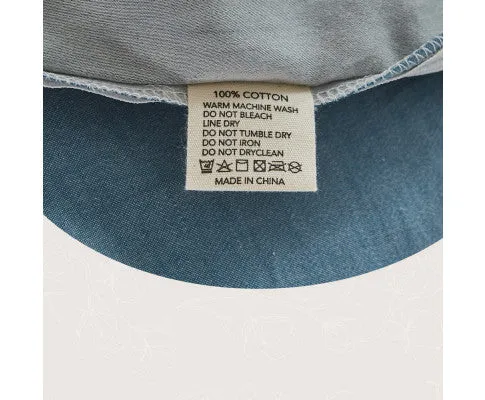 100% COTTON
WARM MACHINE WASH
DO NOT BLEACH
LINE DRY
DO NOT TUMBLE DRY
DO NOT IRON
DO NOT DRYCLEAN
MADE IN CHINA